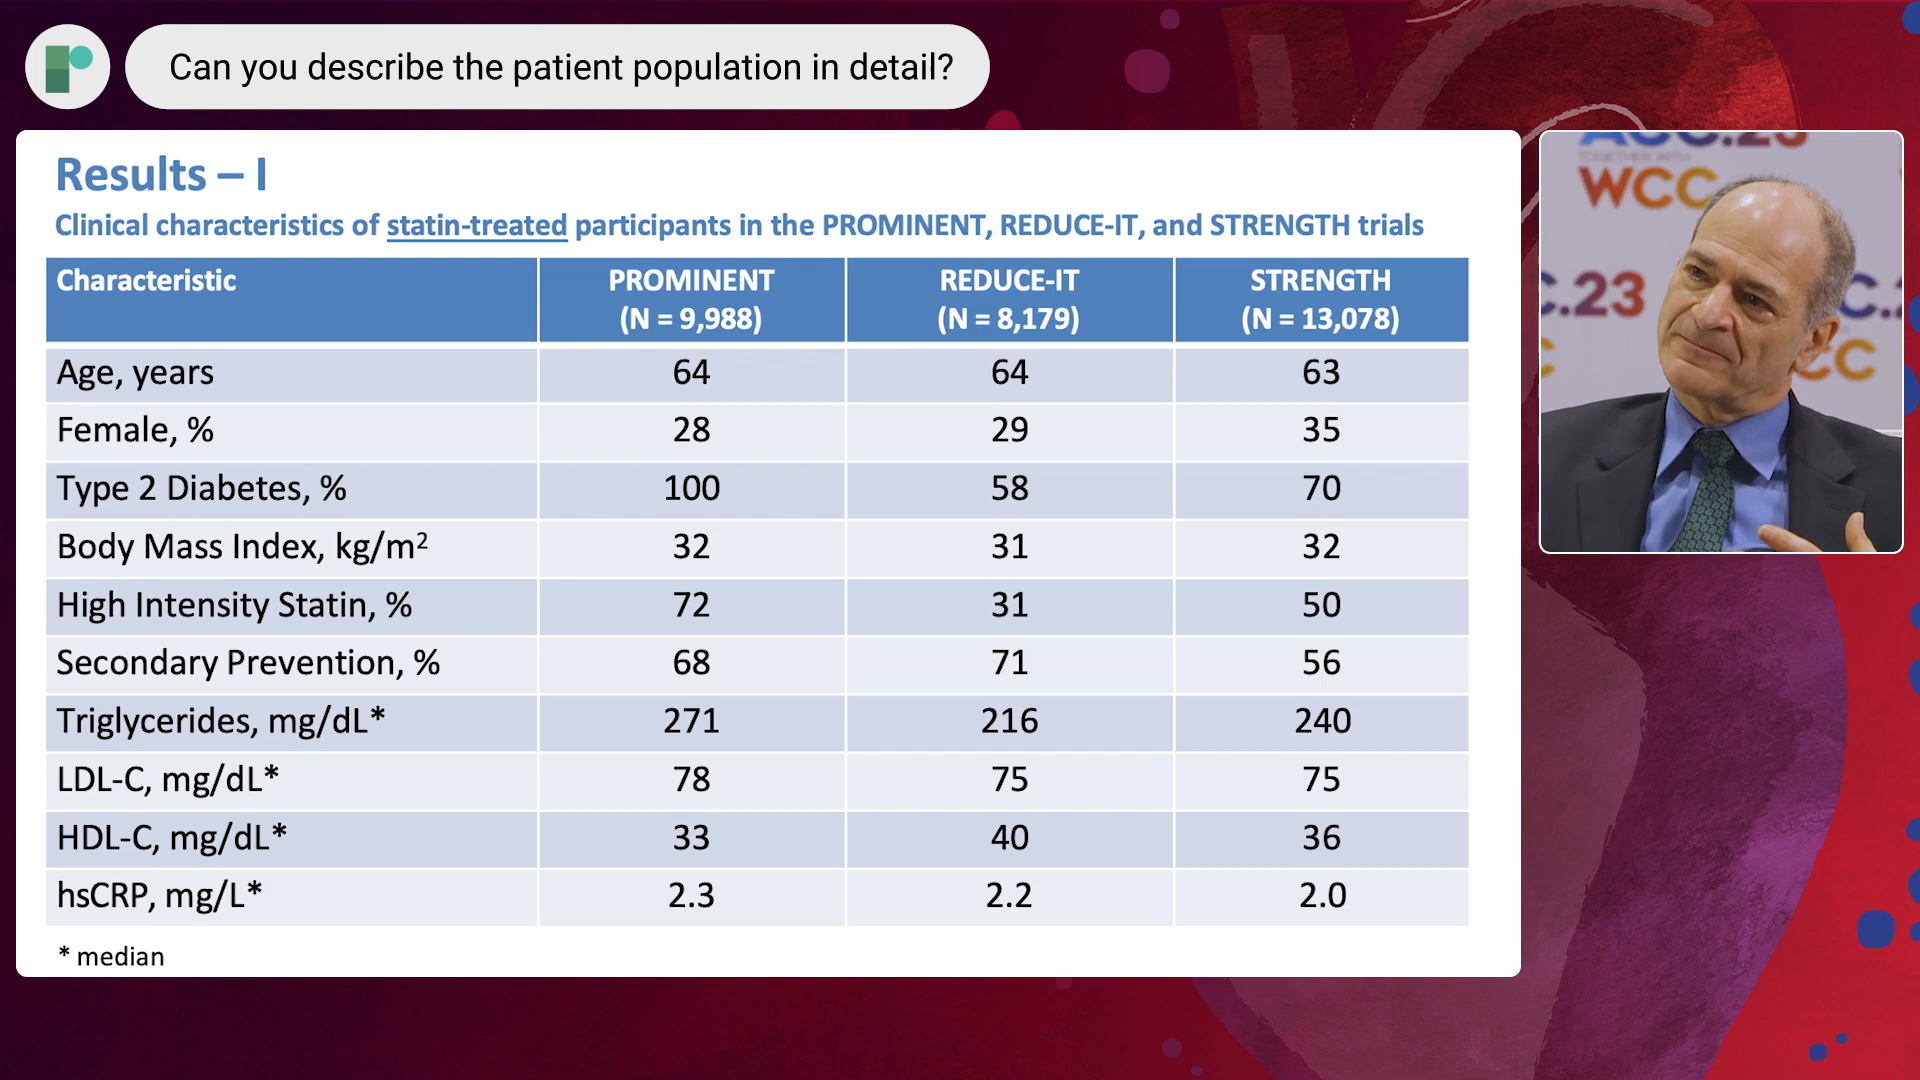 Can you describe the patient population in detail?
Results – I
Clinical characteristics of statin-treated participants in the PROMINENT, REDUCE-IT, and STRENGTH trials
Characteristic PROMINENT REDUCE-IT STRENGTH
(N = 9,988) (N = 8,179) (N = 13,078)
Age, years 64 64 63
Female, % 28 29 35
Type 2 Diabetes, % 100 58 70
Body Mass Index, kg/m² 32 31 32
High Intensity Statin, % 72 31 50
Secondary Prevention, % 68 71 56
Triglycerides, mg/dL* 271 216 240
LDL-C, mg/dL* 78 75 75
HDL-C, mg/dL* 33 40 36
hsCRP, mg/L* 2.3 2.2 2.0
* median
ACC.23
TOGETHER WITH
WCC
C.23